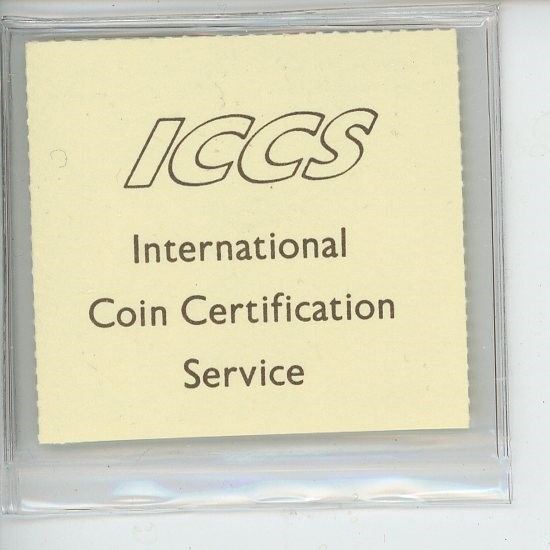 ICCS
International
Coin Certification
Service